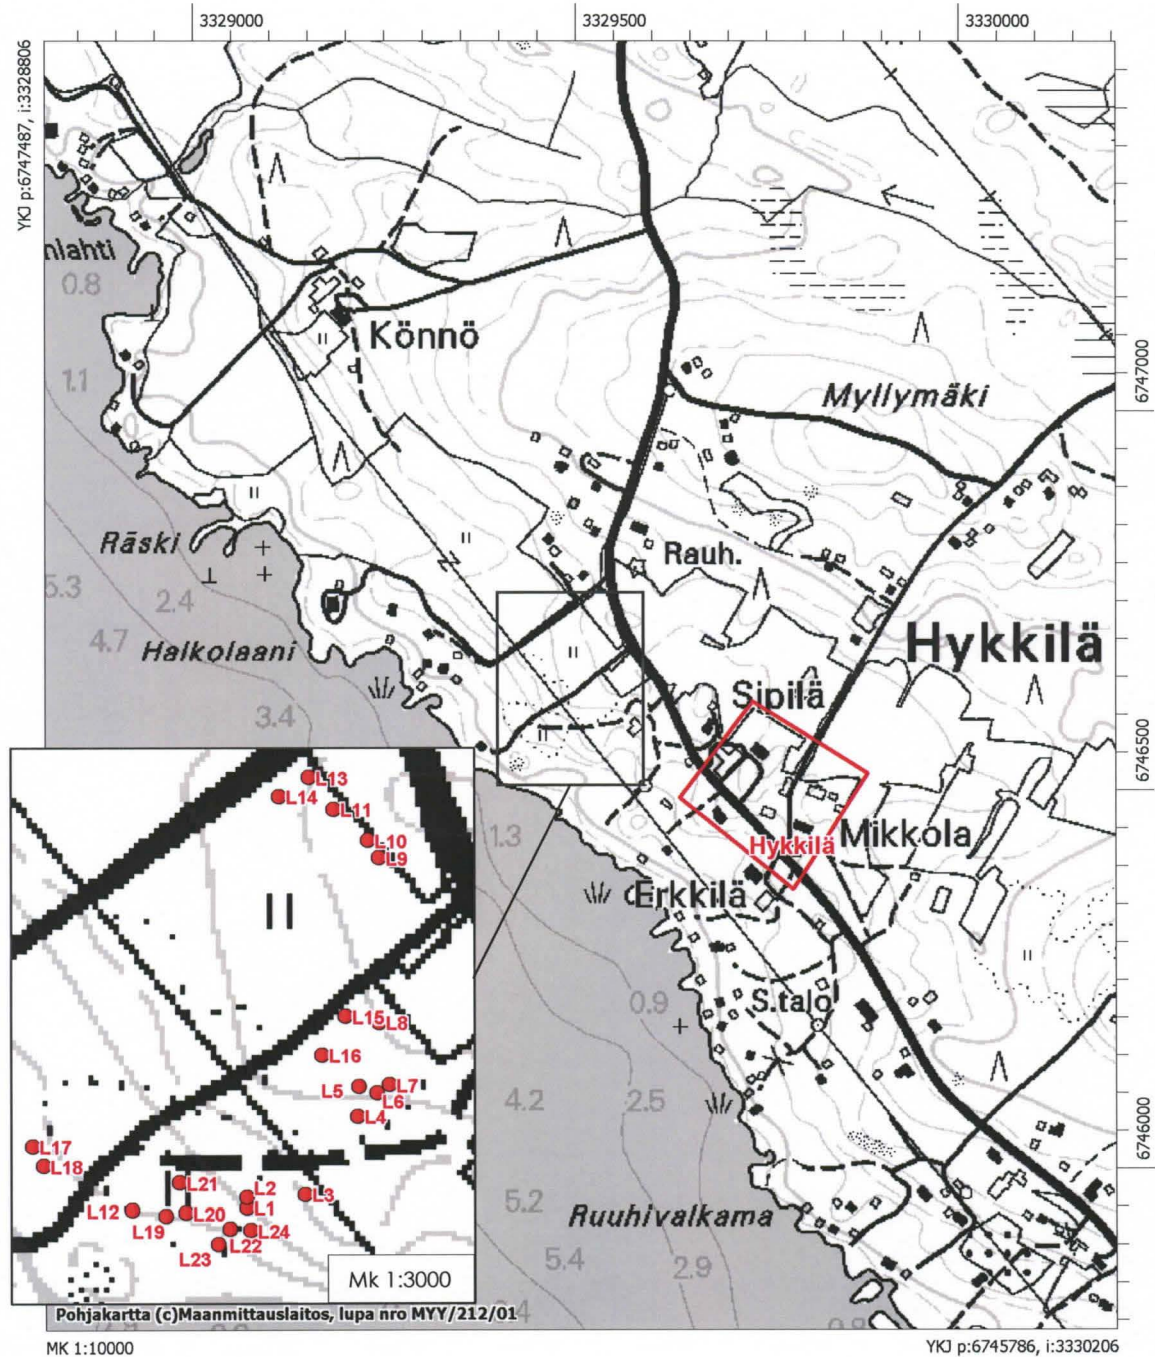 3329000
3329500
3330000
YKJ p:6747487, i:3328806
nlahti
0.8
Könnö
1.1
Myllymäki
6747000
Räski
Rauh.
5.3
2.4
Halkolaani
4.7
Hykkilä
3.4
Sipilä
6746500
L13
L14
L11
L10
L9
1.3
Mikkola
Hykkilä
Erkkilä
0.9
S.talo
L15
L8
L16
L5
L7
L6
L4
4.2
2.5
6746000
L17
L18
L21
L2
L3
L12
L1
L19
L20
L24
L22
L23
5.2
Ruuhivalkama
5.4
2.9
Mk 1:3000
Pohjakartta (c)Maanmittauslaitos, lupa nro MYY/212/01
MK 1:10000
YKJ p:6745786, i:3330206